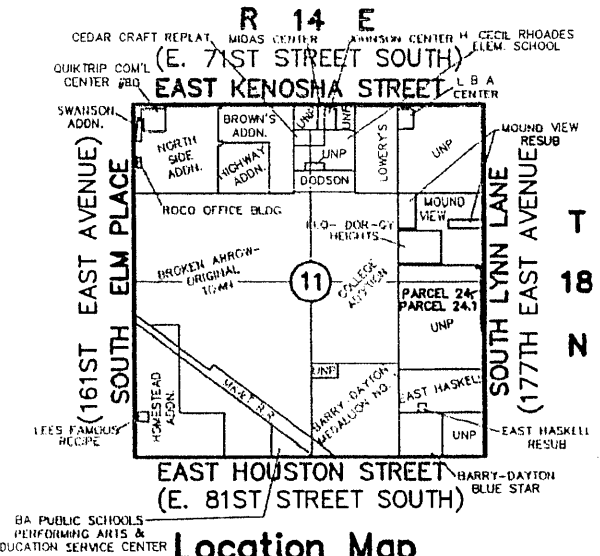 R 14 E
CEDAR CRAFT REPLAT
MIDAS CENTER
JOHNSON CENTER
H. CECIL RHOADES
ELEM. SCHOOL
(E. 71ST STREET SOUTH)
QUIKTRIP COM'L
CENTER
EAST KENOSHA STREET
L B A
CENTER
SWANSON
ADDN.
MOUND VIEW
RESUB
NORTH
SIDE
ADDN.
BROWN'S
ADDN.
HIGHWAY
ADDN.
UNP
UNP
UNP
DODSON
LOWERY'S
UNP
ROCO OFFICE BLDG
MOUND
VIEW
HEIGHTS
(161ST EAST AVENUE)
SOUTH ELM PLACE
SOUTH LYNN LANE
(177TH EAST AVENUE)
T
18
N
BROKEN ARROW-
ORIGINAL
TOWN
11
COLLEGE
ADDITION
PARCEL 24,
PARCEL 24.1
UNP
UNP
M.K.&T. R.R.
HOMESTEAD
ADDN.
BARRY-DAYTON
MEDALLION NO.
EAST HASKELL
LEES FAMOUS
RECIPE
UNP
EAST HASKELL
RESUB
EAST HOUSTON STREET
(E. 81ST STREET SOUTH)
BARRY-DAYTON
BLUE STAR
BA PUBLIC SCHOOLS
PERFORMING ARTS &
DUCATION SERVICE CENTER
Location Map